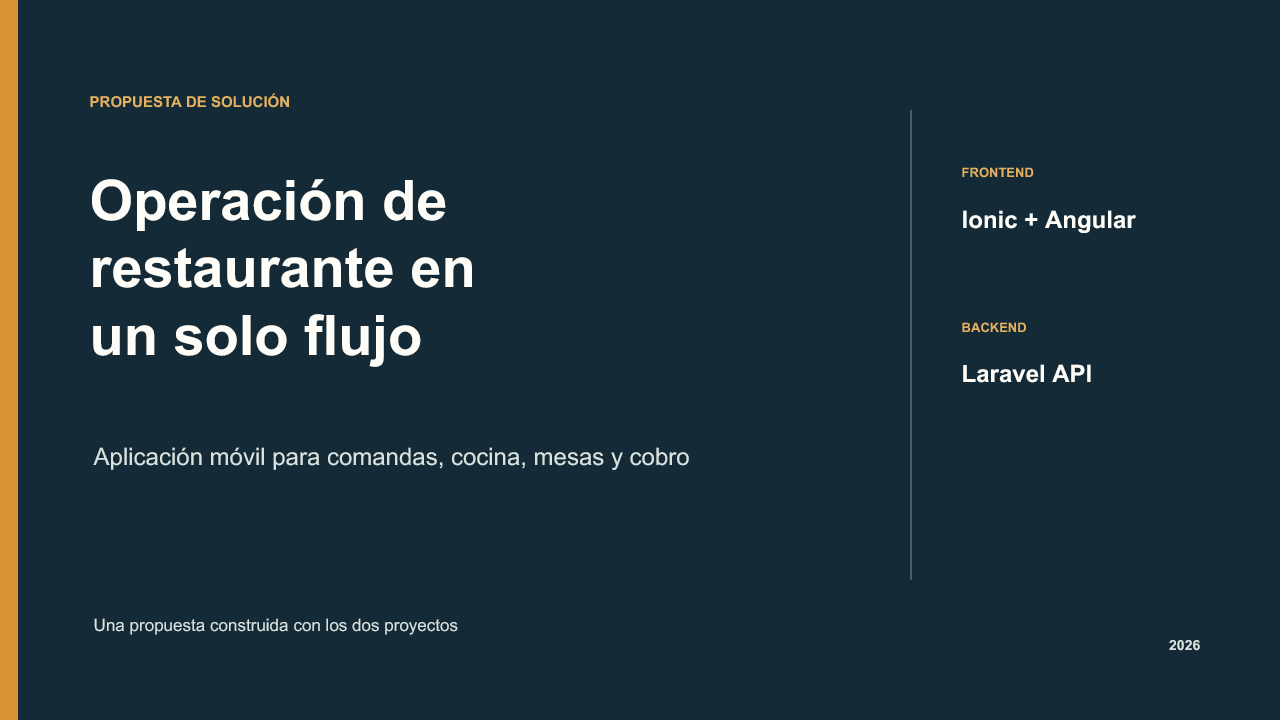 PROPUESTA DE SOLUCIÓN
Operación de
restaurante en
un solo flujo
Aplicación móvil para comandas, cocina, mesas y cobro
Una propuesta construida con los dos proyectos
FRONTEND
Ionic + Angular
BACKEND
Laravel API
2026